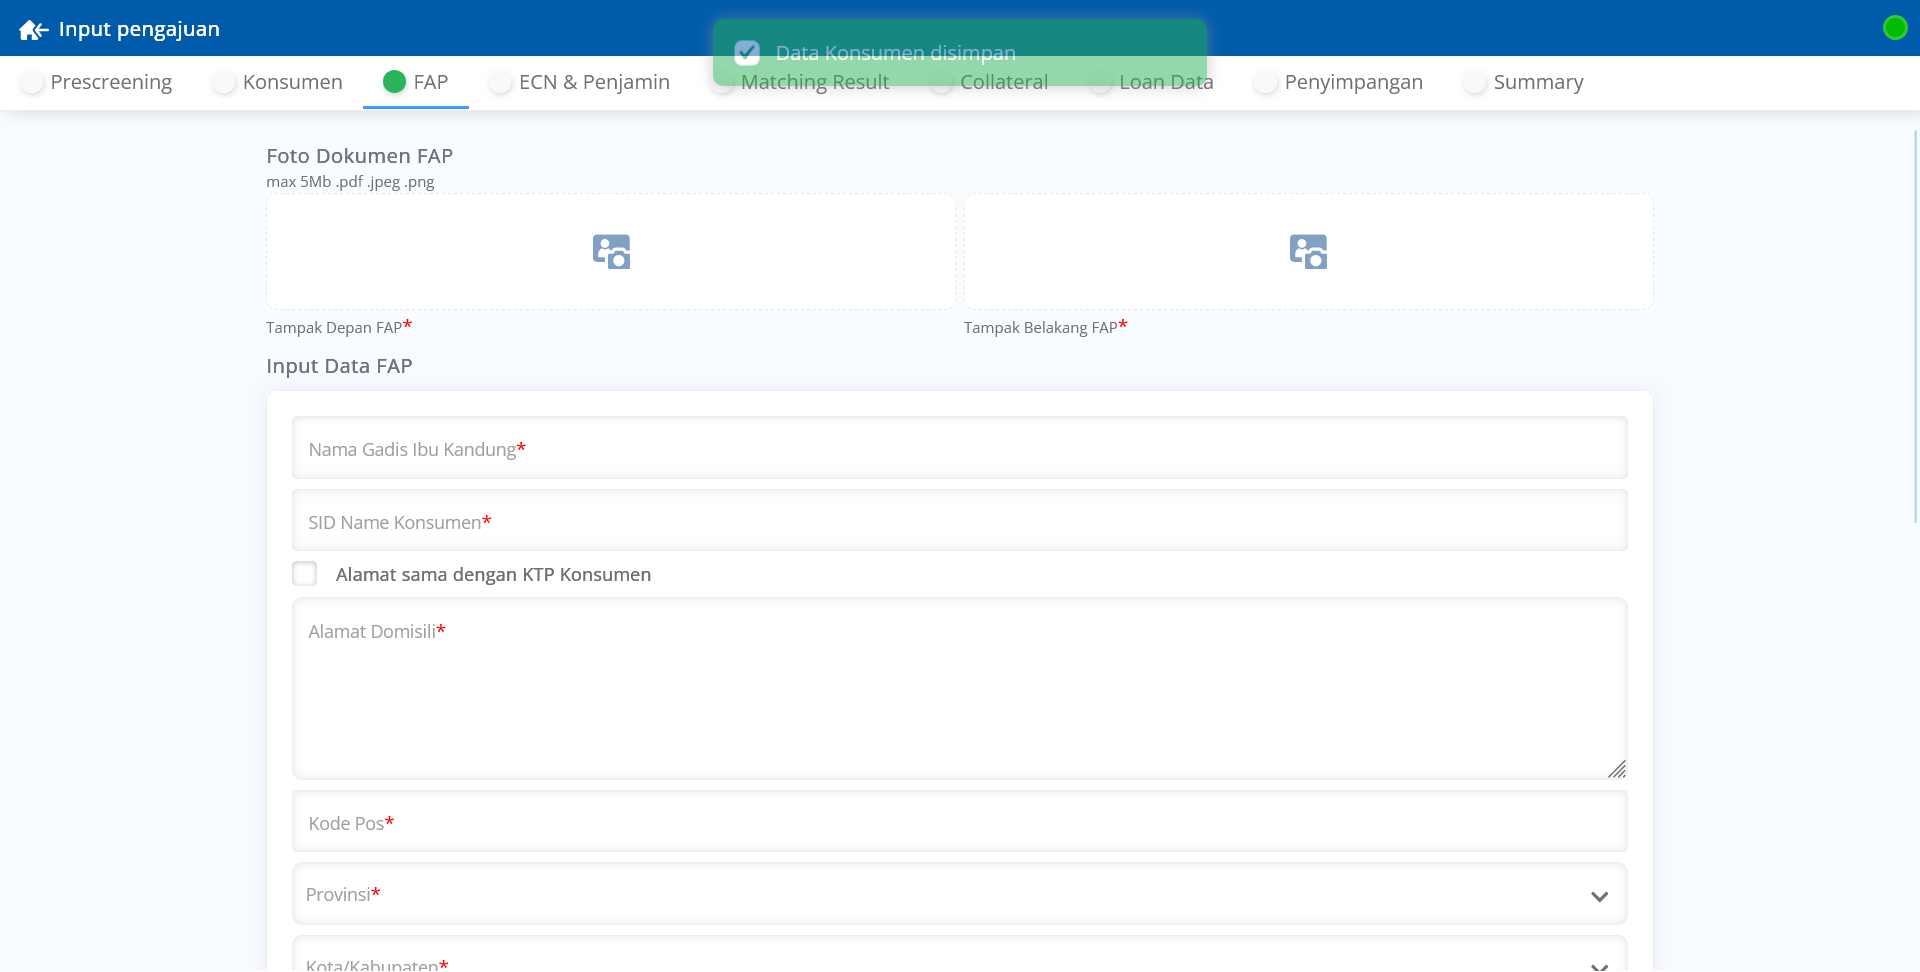 Input pengajuan
Data Konsumen disimpan
Prescreening
Konsumen
FAP
ECN & Penjamin
Matching Result
Collateral
Loan Data
Penyimpangan
Summary
Foto Dokumen FAP
max 5Mb .pdf .jpeg .png
Tampak Depan FAP*
Tampak Belakang FAP*
Input Data FAP
Nama Gadis Ibu Kandung*
SID Name Konsumen*
Alamat sama dengan KTP Konsumen
Alamat Domisili*
Kode Pos*
Provinsi*
Kota/Kabupaten*